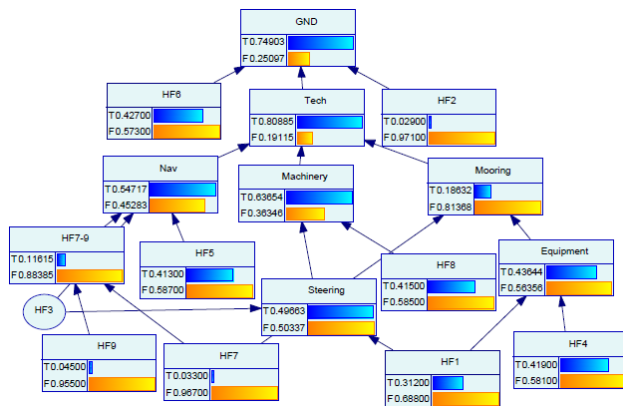 GND
T0.74903
F0.25097
HF6
T0.42700
F0.57300
Tech
T0.80885
F0.19115
HF2
T0.02900
F0.97100
Nav
T0.54717
F0.45283
Machinery
T0.63654
F0.36346
Mooring
T0.18632
F0.81368
HF7-9
T0.11615
F0.88385
HF5
T0.41300
F0.58700
HF8
T0.41500
F0.58500
Equipment
T0.43644
F0.56356
HF3
Steering
T0.49663
F0.50337
HF9
T0.04500
F0.95500
HF7
T0.03300
F0.96700
HF1
T0.31200
F0.68800
HF4
T0.41900
F0.58100